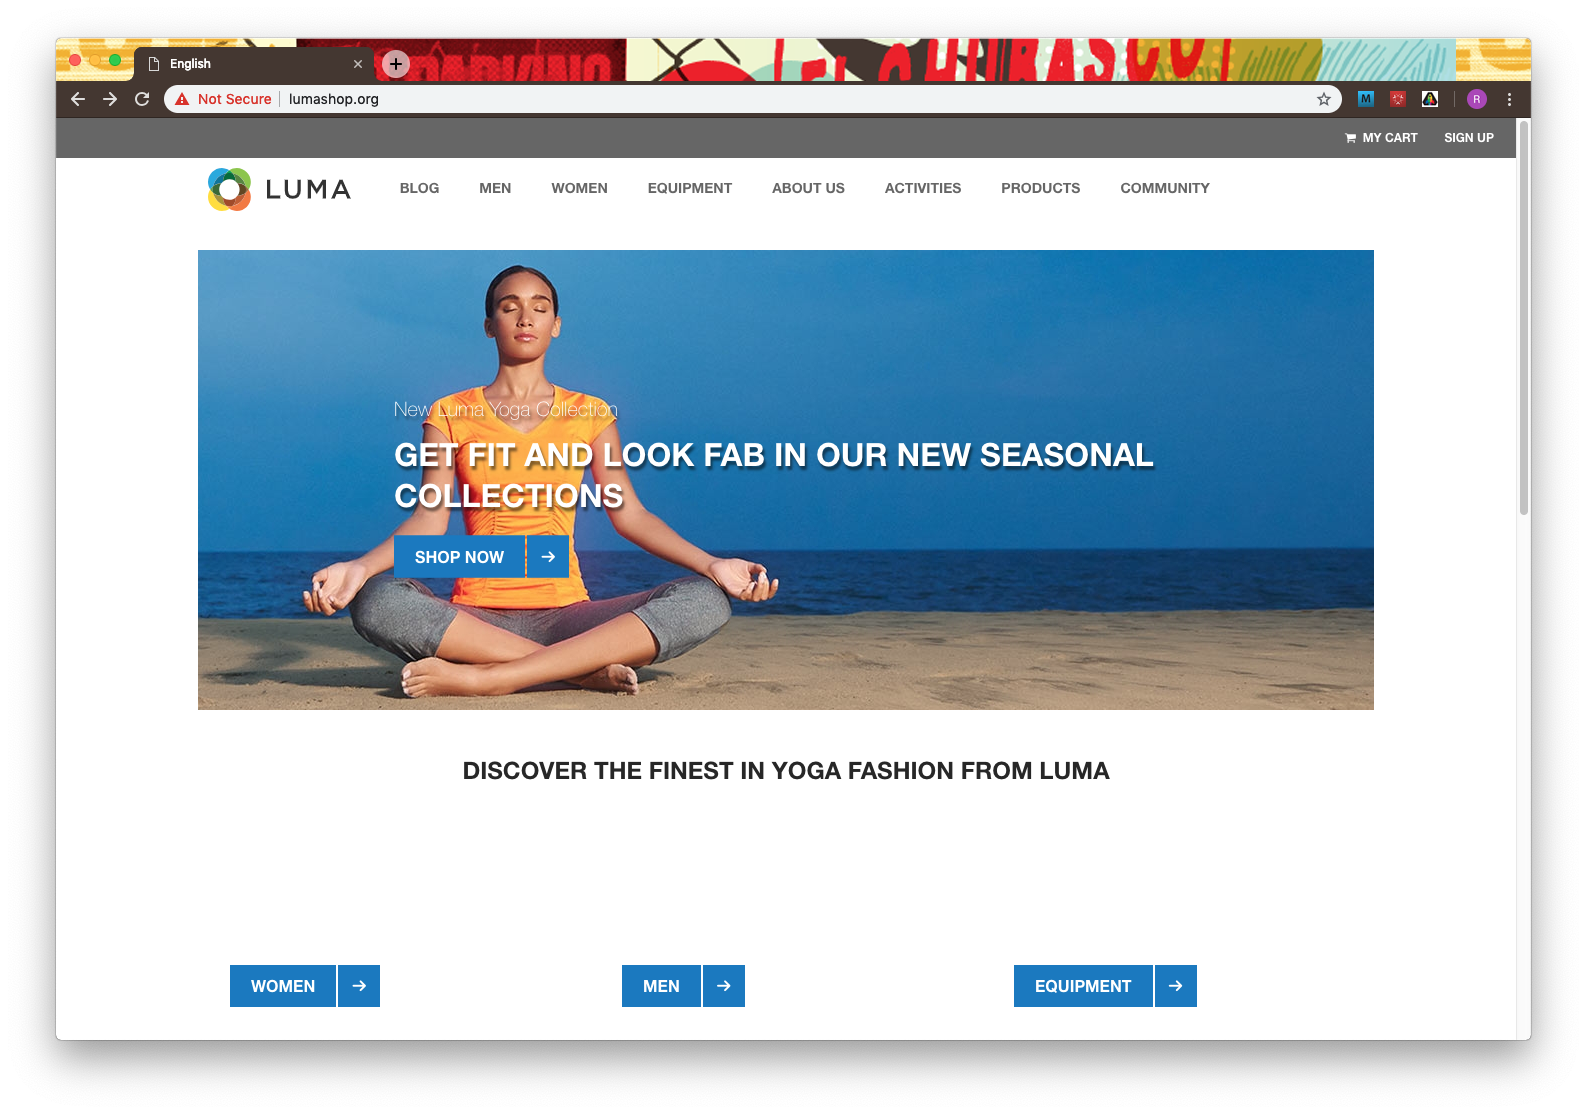 English
Not Secure lumashop.org
M
R
MY CART SIGN UP
LUMA BLOG MEN WOMEN EQUIPMENT ABOUT US ACTIVITIES PRODUCTS COMMUNITY
New Luma Yoga Collection
GET FIT AND LOOK FAB IN OUR NEW SEASONAL
COLLECTIONS
SHOP NOW
DISCOVER THE FINEST IN YOGA FASHION FROM LUMA
WOMEN MEN EQUIPMENT